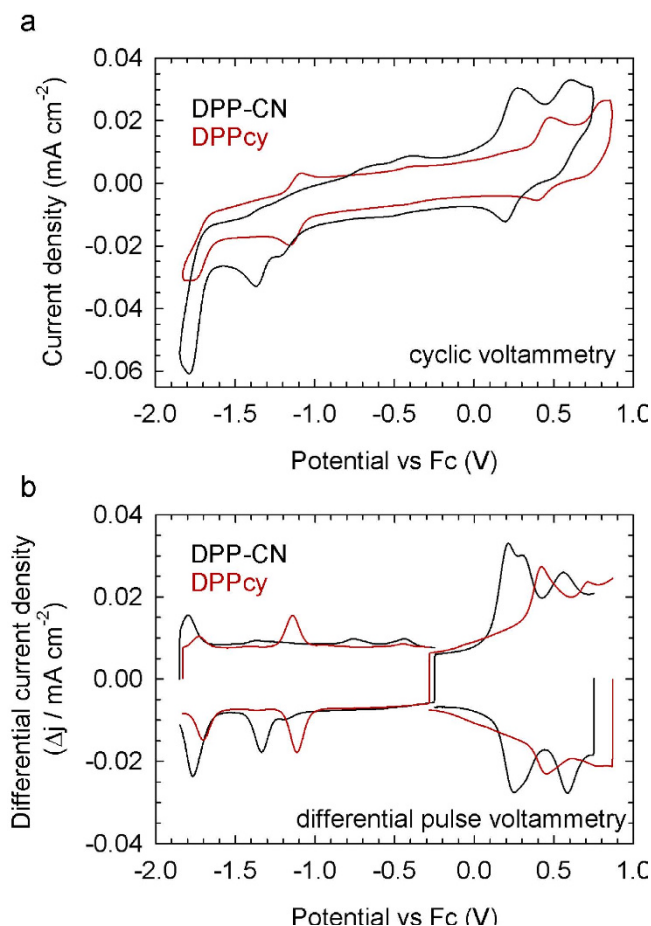 a
0.04
0.02
0.00
-0.02
-0.04
-0.06
Current density (mA cm⁻²)
DPP-CN
DPPcy
cyclic voltammetry
-2.0 -1.5 -1.0 -0.5 0.0 0.5 1.0
Potential vs Fc (V)
b
0.04
0.02
0.00
-0.02
-0.04
Differential current density
(Δj / mA cm⁻²)
DPP-CN
DPPcy
differential pulse voltammetry
-2.0 -1.5 -1.0 -0.5 0.0 0.5 1.0
Potential vs Fc (V)